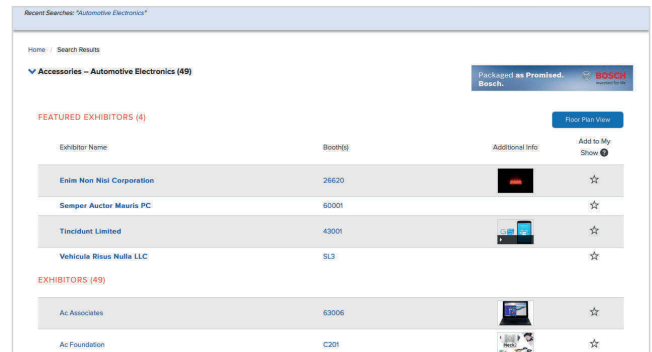 Recent Searches: "Automotive Electronics"
Home / Search Results
Accessories – Automotive Electronics (49)
Packaged as Promised.
Bosch.
BOSCH
FEATURED EXHIBITORS (4)
Floor Plan View
Exhibitor Name Booth(s) Additional Info Add to My
Show ?
Enim Non Nisi Corporation 26620
Semper Auctor Mauris PC 60001
Tincidunt Limited 43001
Vehicula Risus Nulla LLC SL3
EXHIBITORS (49)
Ac Associates 63006
Ac Foundation C201